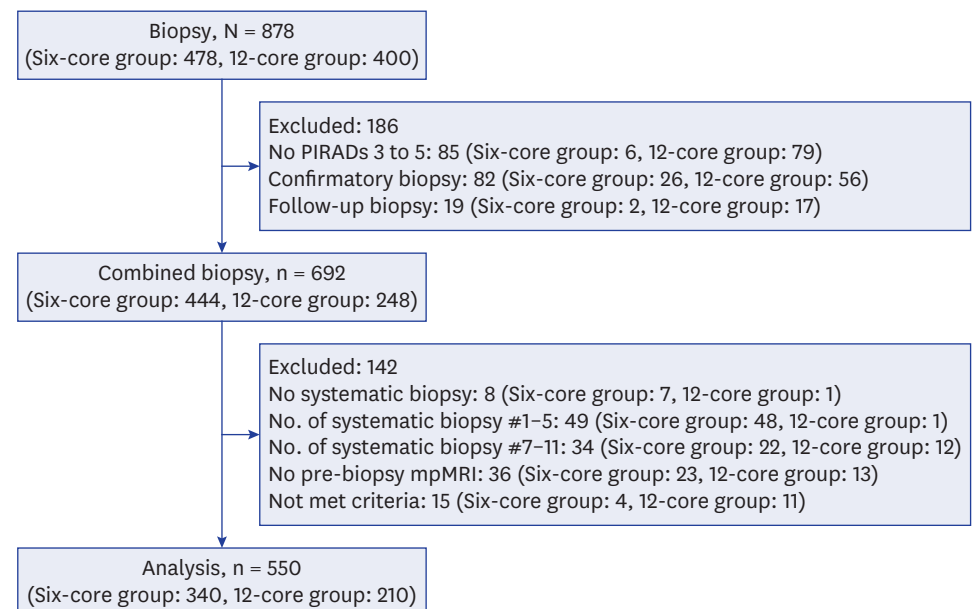 Biopsy, N = 878
(Six-core group: 478, 12-core group: 400)
Excluded: 186
No PIRADs 3 to 5: 85 (Six-core group: 6, 12-core group: 79)
Confirmatory biopsy: 82 (Six-core group: 26, 12-core group: 56)
Follow-up biopsy: 19 (Six-core group: 2, 12-core group: 17)
Combined biopsy, n = 692
(Six-core group: 444, 12-core group: 248)
Excluded: 142
No systematic biopsy: 8 (Six-core group: 7, 12-core group: 1)
No. of systematic biopsy #1–5: 49 (Six-core group: 48, 12-core group: 1)
No. of systematic biopsy #7–11: 34 (Six-core group: 22, 12-core group: 12)
No pre-biopsy mpMRI: 36 (Six-core group: 23, 12-core group: 13)
Not met criteria: 15 (Six-core group: 4, 12-core group: 11)
Analysis, n = 550
(Six-core group: 340, 12-core group: 210)